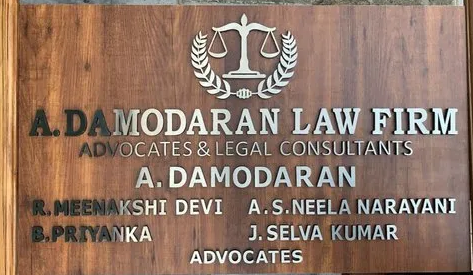 A.DAMODARAN LAW FIRM
ADVOCATES & LEGAL CONSULTANTS
A.DAMODARAN
R.MEENAKSHI DEVI A.S.NEELA NARAYANI
B.PRIYANKA J.SELVA KUMAR
ADVOCATES